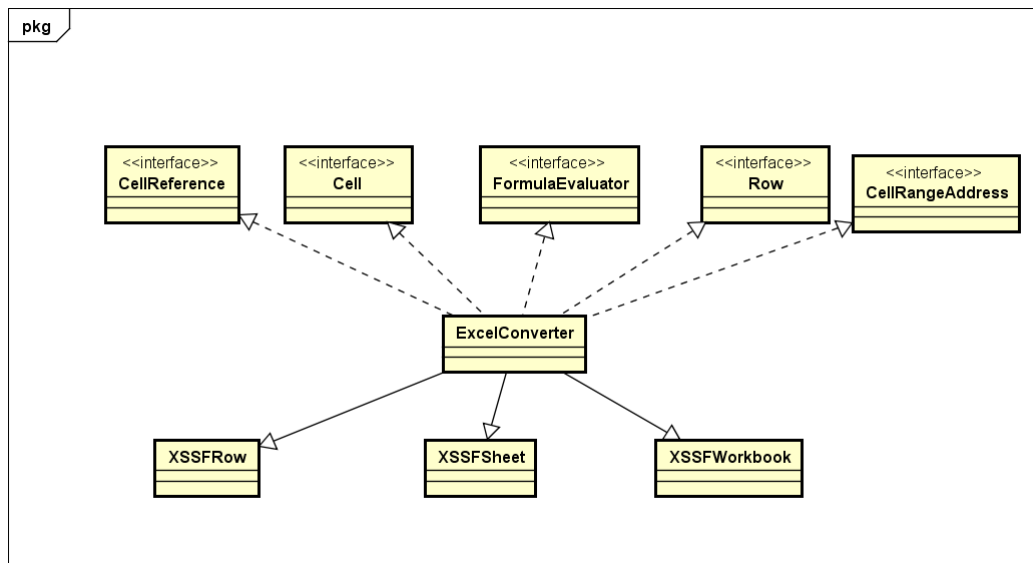 pkg
<<interface>>
CellReference
<<interface>>
Cell
<<interface>>
FormulaEvaluator
<<interface>>
Row
<<interface>>
CellRangeAddress
ExcelConverter
XSSFRow
XSSFSheet
XSSFWorkbook